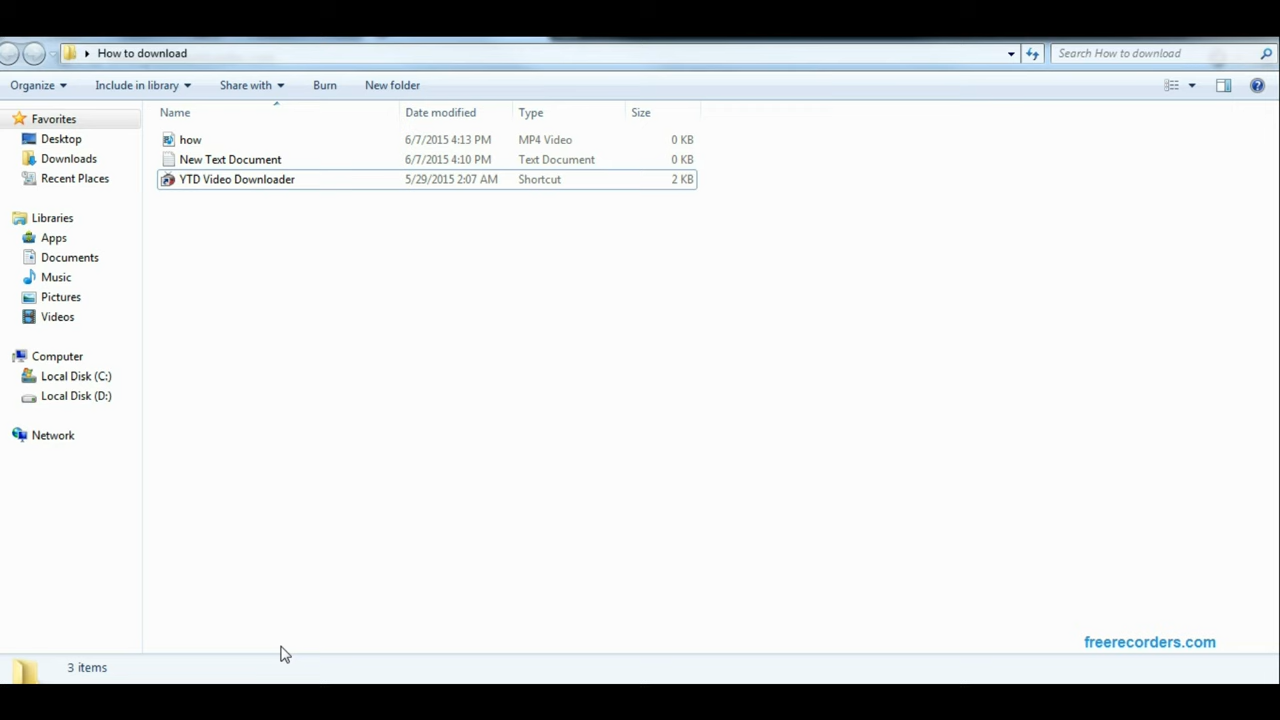 How to download
Search How to download
Organize Include in library Share with Burn New folder
Favorites
Desktop
Downloads
Recent Places
Libraries
Apps
Documents
Music
Pictures
Videos
Computer
Local Disk (C:)
Local Disk (D:)
Network
Name Date modified Type Size
how 6/7/2015 4:13 PM MP4 Video 0 KB
New Text Document 6/7/2015 4:10 PM Text Document 0 KB
YTD Video Downloader 5/29/2015 2:07 AM Shortcut 2 KB
freerecorders.com
3 items